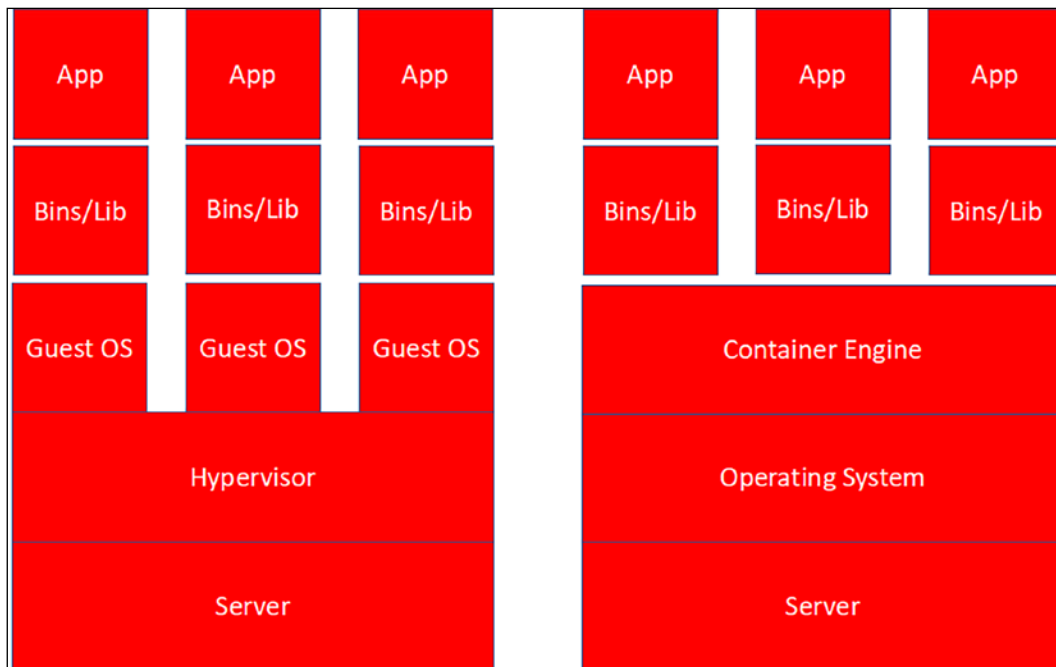 App App App App App App
Bins/Lib Bins/Lib Bins/Lib Bins/Lib Bins/Lib Bins/Lib
Guest OS Guest OS Guest OS Container Engine
Hypervisor Operating System
Server Server